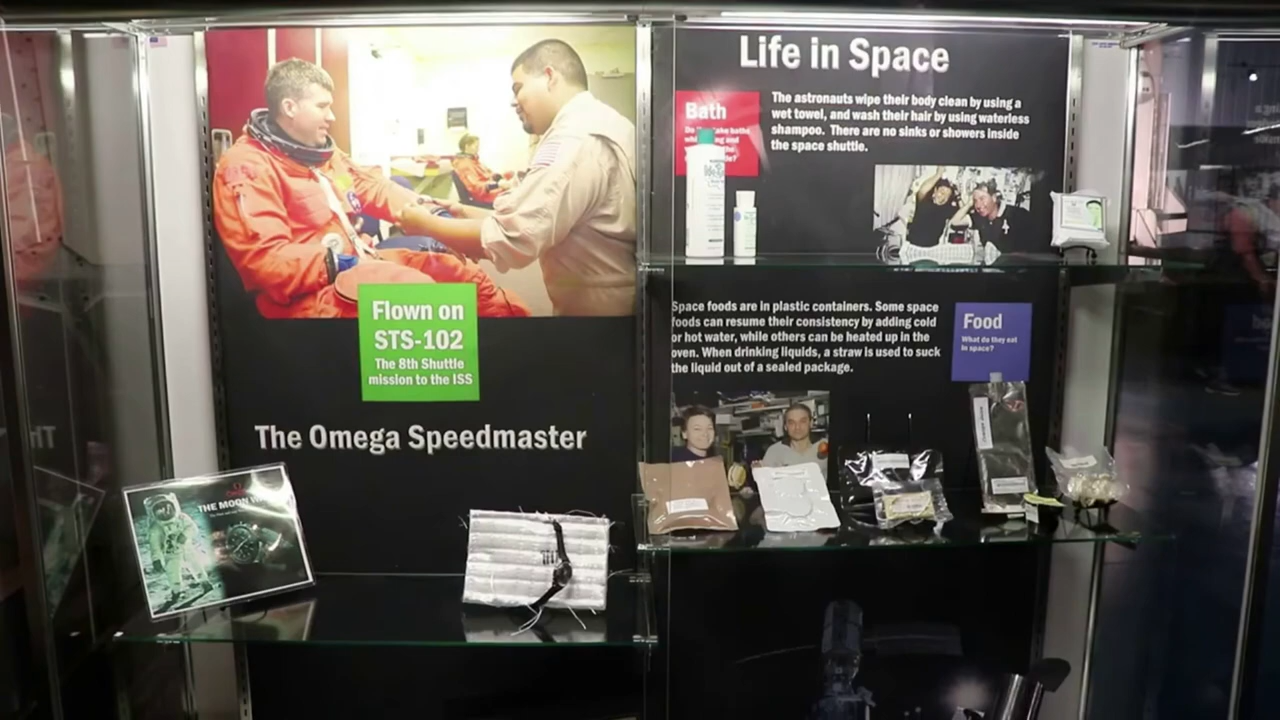 Flown on
STS-102
The 8th Shuttle
mission to the ISS
The Omega Speedmaster
THE MOON
Life in Space
Bath
The astronauts wipe their body clean by using a
wet towel, and wash their hair by using waterless
shampoo. There are no sinks or showers inside
the space shuttle.
Space foods are in plastic containers. Some space
foods can resume their consistency by adding cold
or hot water, while others can be heated up in the
oven. When drinking liquids, a straw is used to suck
the liquid out of a sealed package.
Food
What do they eat
in space?